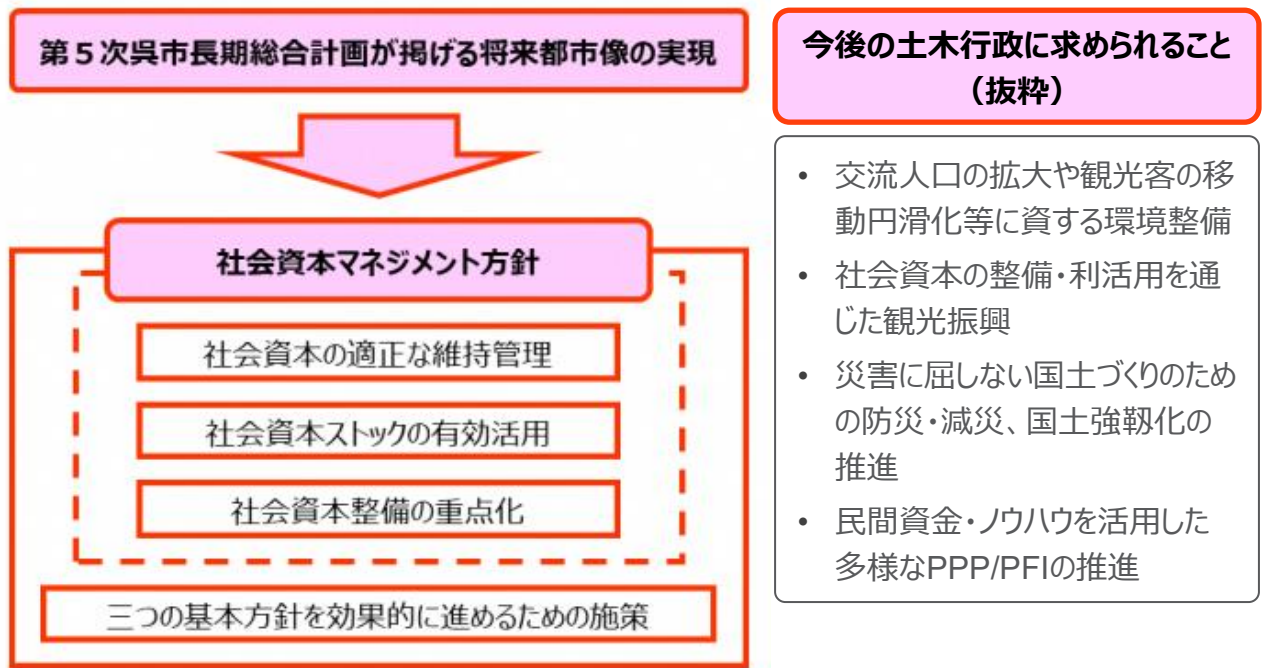 第5次呉市長期総合計画が掲げる将来都市像の実現
社会資本マネジメント方針
社会資本の適正な維持管理
社会資本ストックの有効活用
社会資本整備の重点化
三つの基本方針を効果的に進めるための施策
今後の土木行政に求められること
（抜粋）
• 交流人口の拡大や観光客の移
動円滑化等に資する環境整備
• 社会資本の整備・利活用を通
じた観光振興
• 災害に屈しない国土づくりのため
の防災・減災、国土強靱化の
推進
• 民間資金・ノウハウを活用した
多様なPPP/PFIの推進